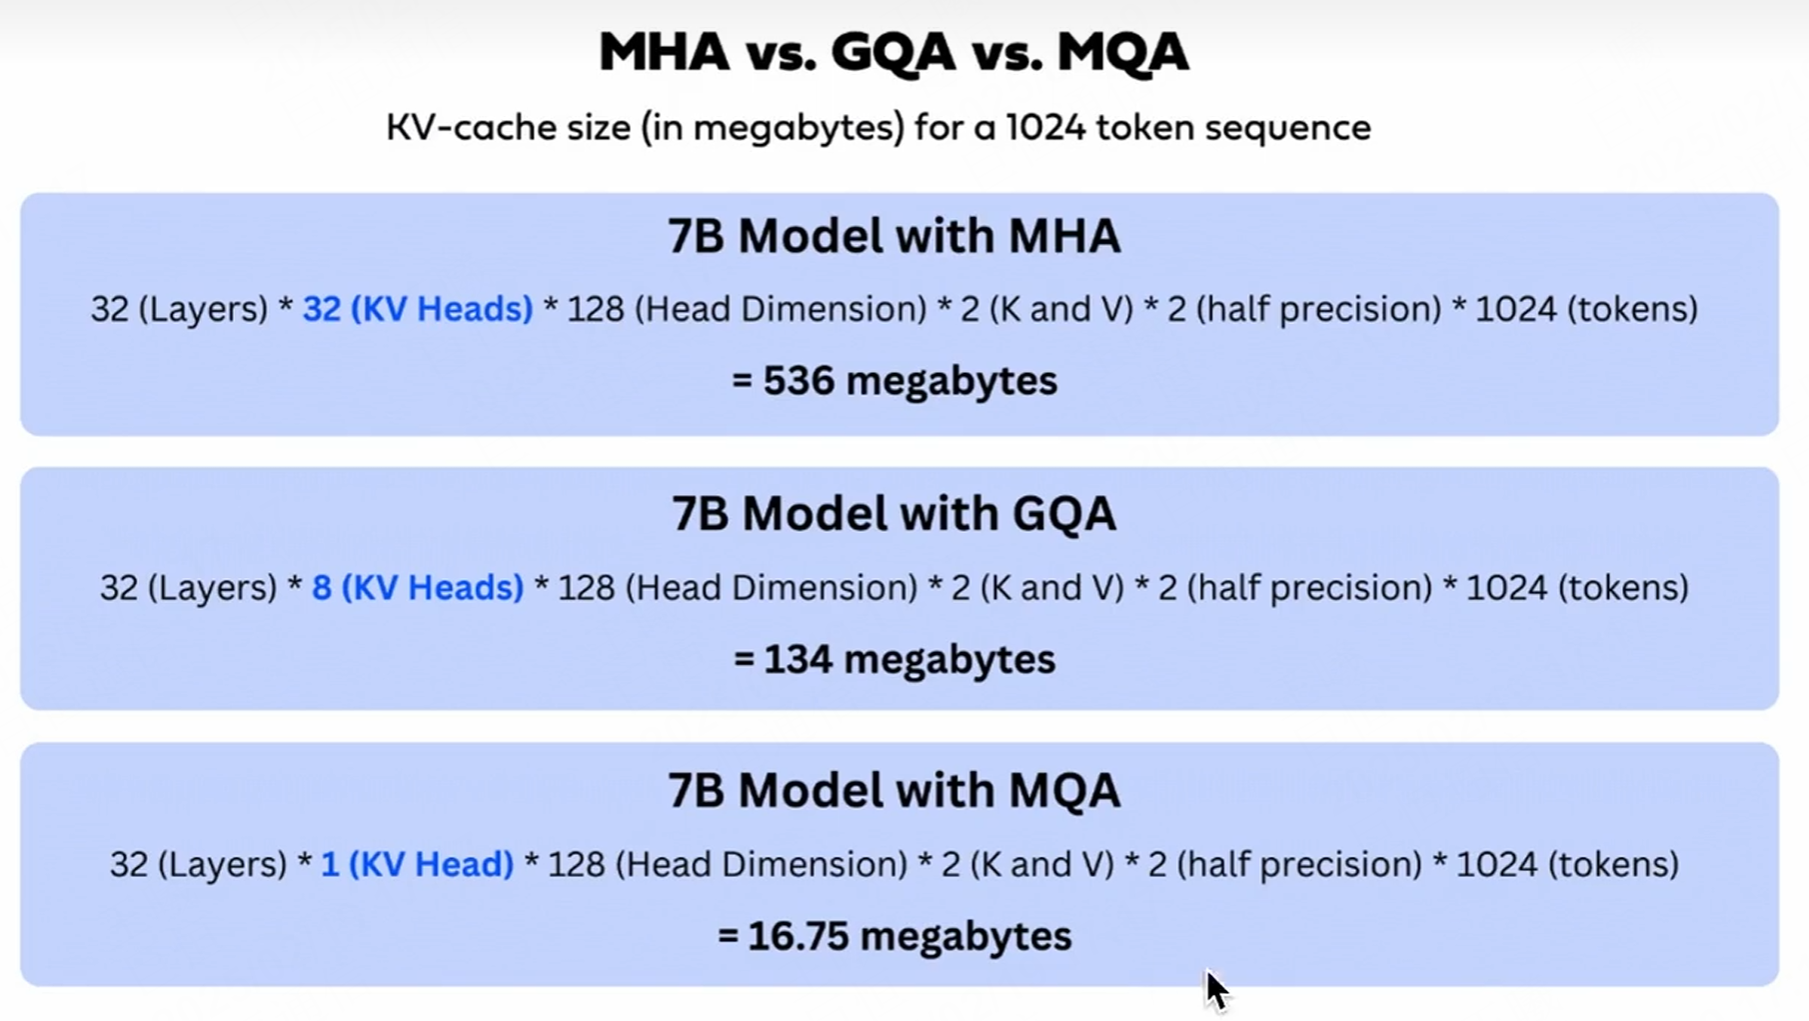 MHA vs. GQA vs. MQA
KV-cache size (in megabytes) for a 1024 token sequence
7B Model with MHA
32 (Layers) * 32 (KV Heads) * 128 (Head Dimension) * 2 (K and V) * 2 (half precision) * 1024 (tokens)
= 536 megabytes
7B Model with GQA
32 (Layers) * 8 (KV Heads) * 128 (Head Dimension) * 2 (K and V) * 2 (half precision) * 1024 (tokens)
= 134 megabytes
7B Model with MQA
32 (Layers) * 1 (KV Head) * 128 (Head Dimension) * 2 (K and V) * 2 (half precision) * 1024 (tokens)
= 16.75 megabytes